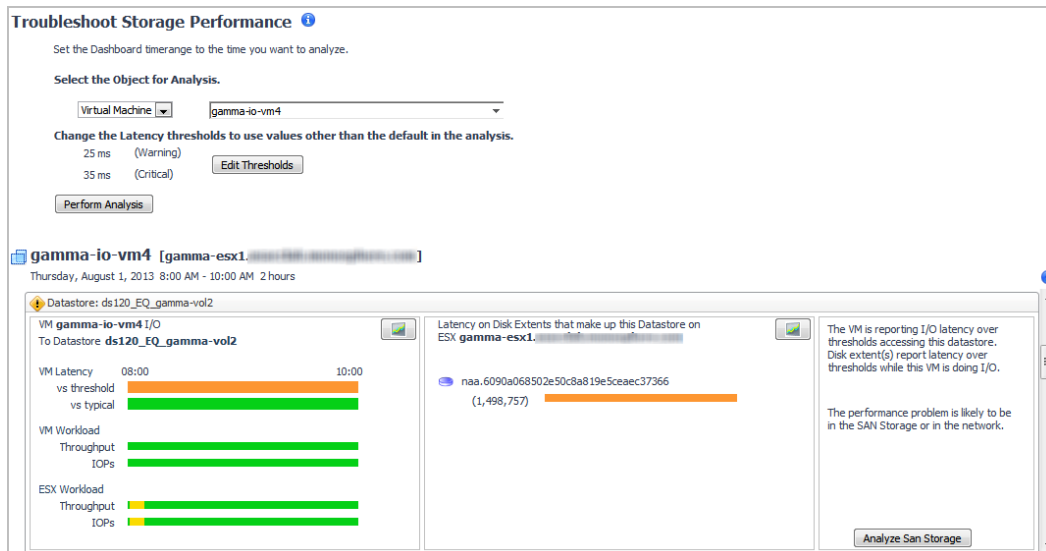 Troubleshoot Storage Performance
Set the Dashboard timerange to the time you want to analyze.
Select the Object for Analysis.
Virtual Machine
gamma-io-vm4
Change the Latency thresholds to use values other than the default in the analysis.
25 ms (Warning)
35 ms (Critical)
Edit Thresholds
Perform Analysis
gamma-io-vm4 [gamma-esx1. ]
Thursday, August 1, 2013 8:00 AM - 10:00 AM 2 hours
Datastore: ds120_EQ_gamma-vol2
VM gamma-io-vm4 I/O
To Datastore ds120_EQ_gamma-vol2
VM Latency 08:00 10:00
vs threshold
vs typical
VM Workload
Throughput
IOPs
ESX Workload
Throughput
IOPs
Latency on Disk Extents that make up this Datastore on
ESX gamma-esx1.
naa.6090a068502e50c8a819e5ceaec37366
(1,498,757)
The VM is reporting I/O latency over
thresholds accessing this datastore.
Disk extent(s) report latency over
thresholds while this VM is doing I/O.
The performance problem is likely to be
in the SAN Storage or in the network.
Analyze San Storage